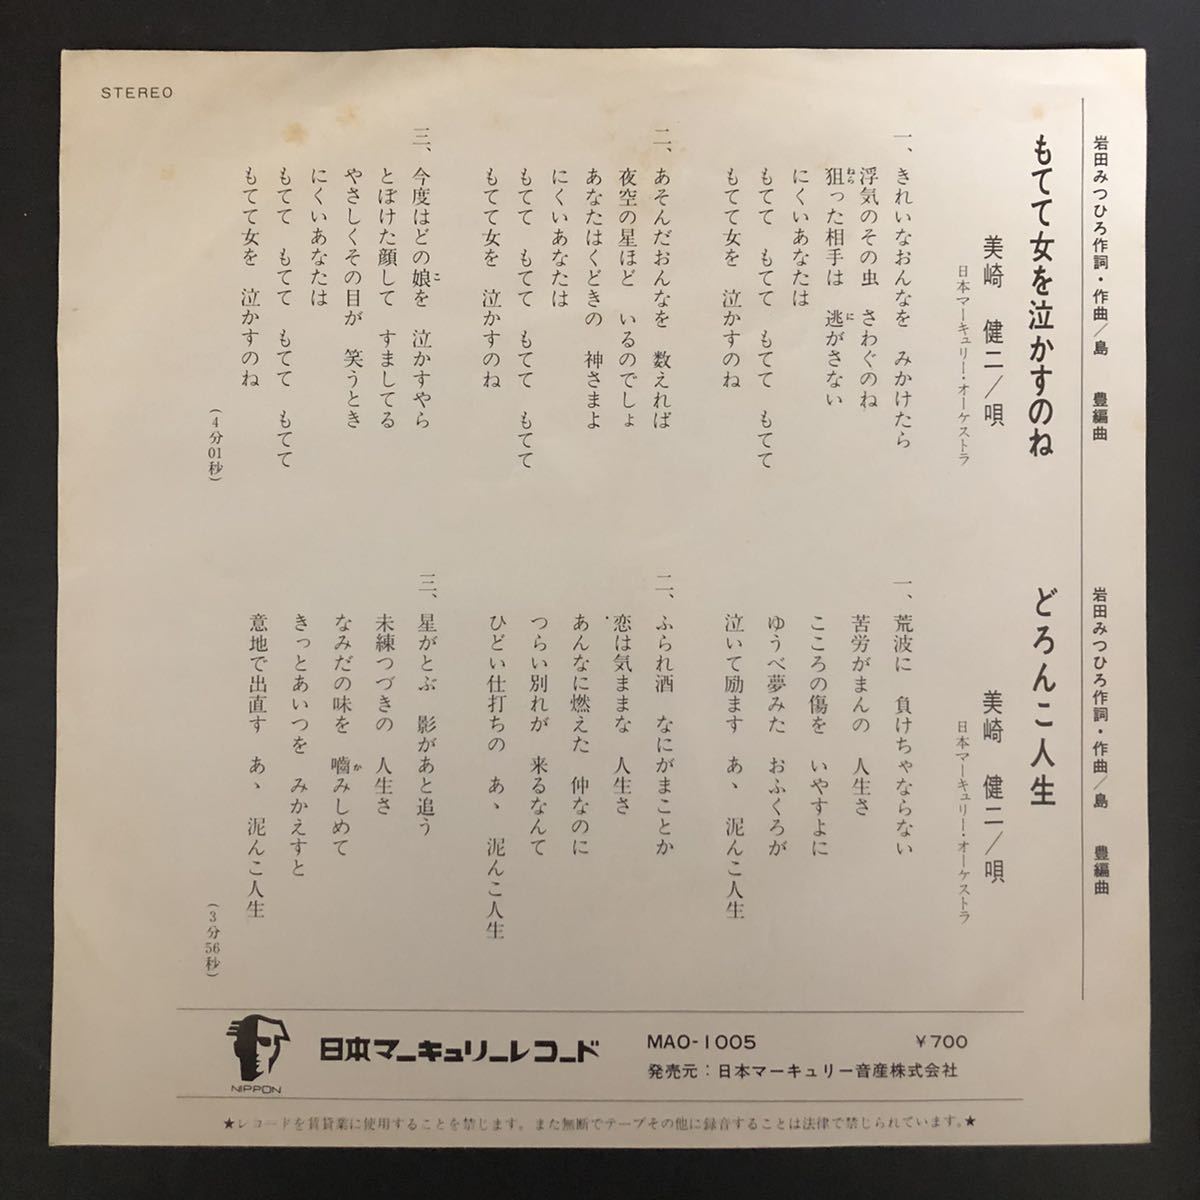 STEREO
岩田みつひろ作詞・作曲／島　豊編曲
もてて女を泣かすのね
美崎　健二／唄
日本マーキュリー・オーケストラ
一、きれいなおんなを　みかけたら
浮気のその虫　さわぐのね
狙った相手は　逃がさない
ねら
に
にくいあなたは
もてて　もてて　もてて　もてて
もてて女を　泣かすのね
二、あそんだおんなを　数えれば
夜空の星ほど　いるのでしょ
あなたはくどきの　神さまよ
にくいあなたは
もてて　もてて　もてて　もてて
もてて女を　泣かすのね
三、今度はどの娘を　泣かすやら
こ
とぼけた顔して　すましてる
やさしくその目が　笑うとき
にくいあなたは
もてて　もてて　もてて　もてて
もてて女を　泣かすのね
（4分01秒）
岩田みつひろ作詞・作曲／島　豊編曲
どろんこ人生
美崎　健二／唄
日本マーキュリー・オーケストラ
一、荒波に　負けちゃならない
苦労がまんの　人生さ
こころの傷を　いやすよに
ゆうべ夢みた　おふくろが
泣いて励ます　あゝ　泥んこ人生
二、ふられ酒　なにがまことか
恋は気ままな　人生さ
あんなに燃えた　仲なのに
つらい別れが　来るなんて
ひどい仕打ちの　あゝ　泥んこ人生
三、星がとぶ　影があと追う
未練つづきの　人生さ
なみだの味を　嚙みしめて
か
きっとあいつを　みかえすと
意地で出直す　あゝ　泥んこ人生
（3分56秒）
NIPPON
日本マーキュリーレコード
MAO-1005
￥700
発売元：日本マーキュリー音産株式会社
★レコードを賃貸業に使用することを禁じます。また無断でテープその他に録音することは法律で禁じられています。★